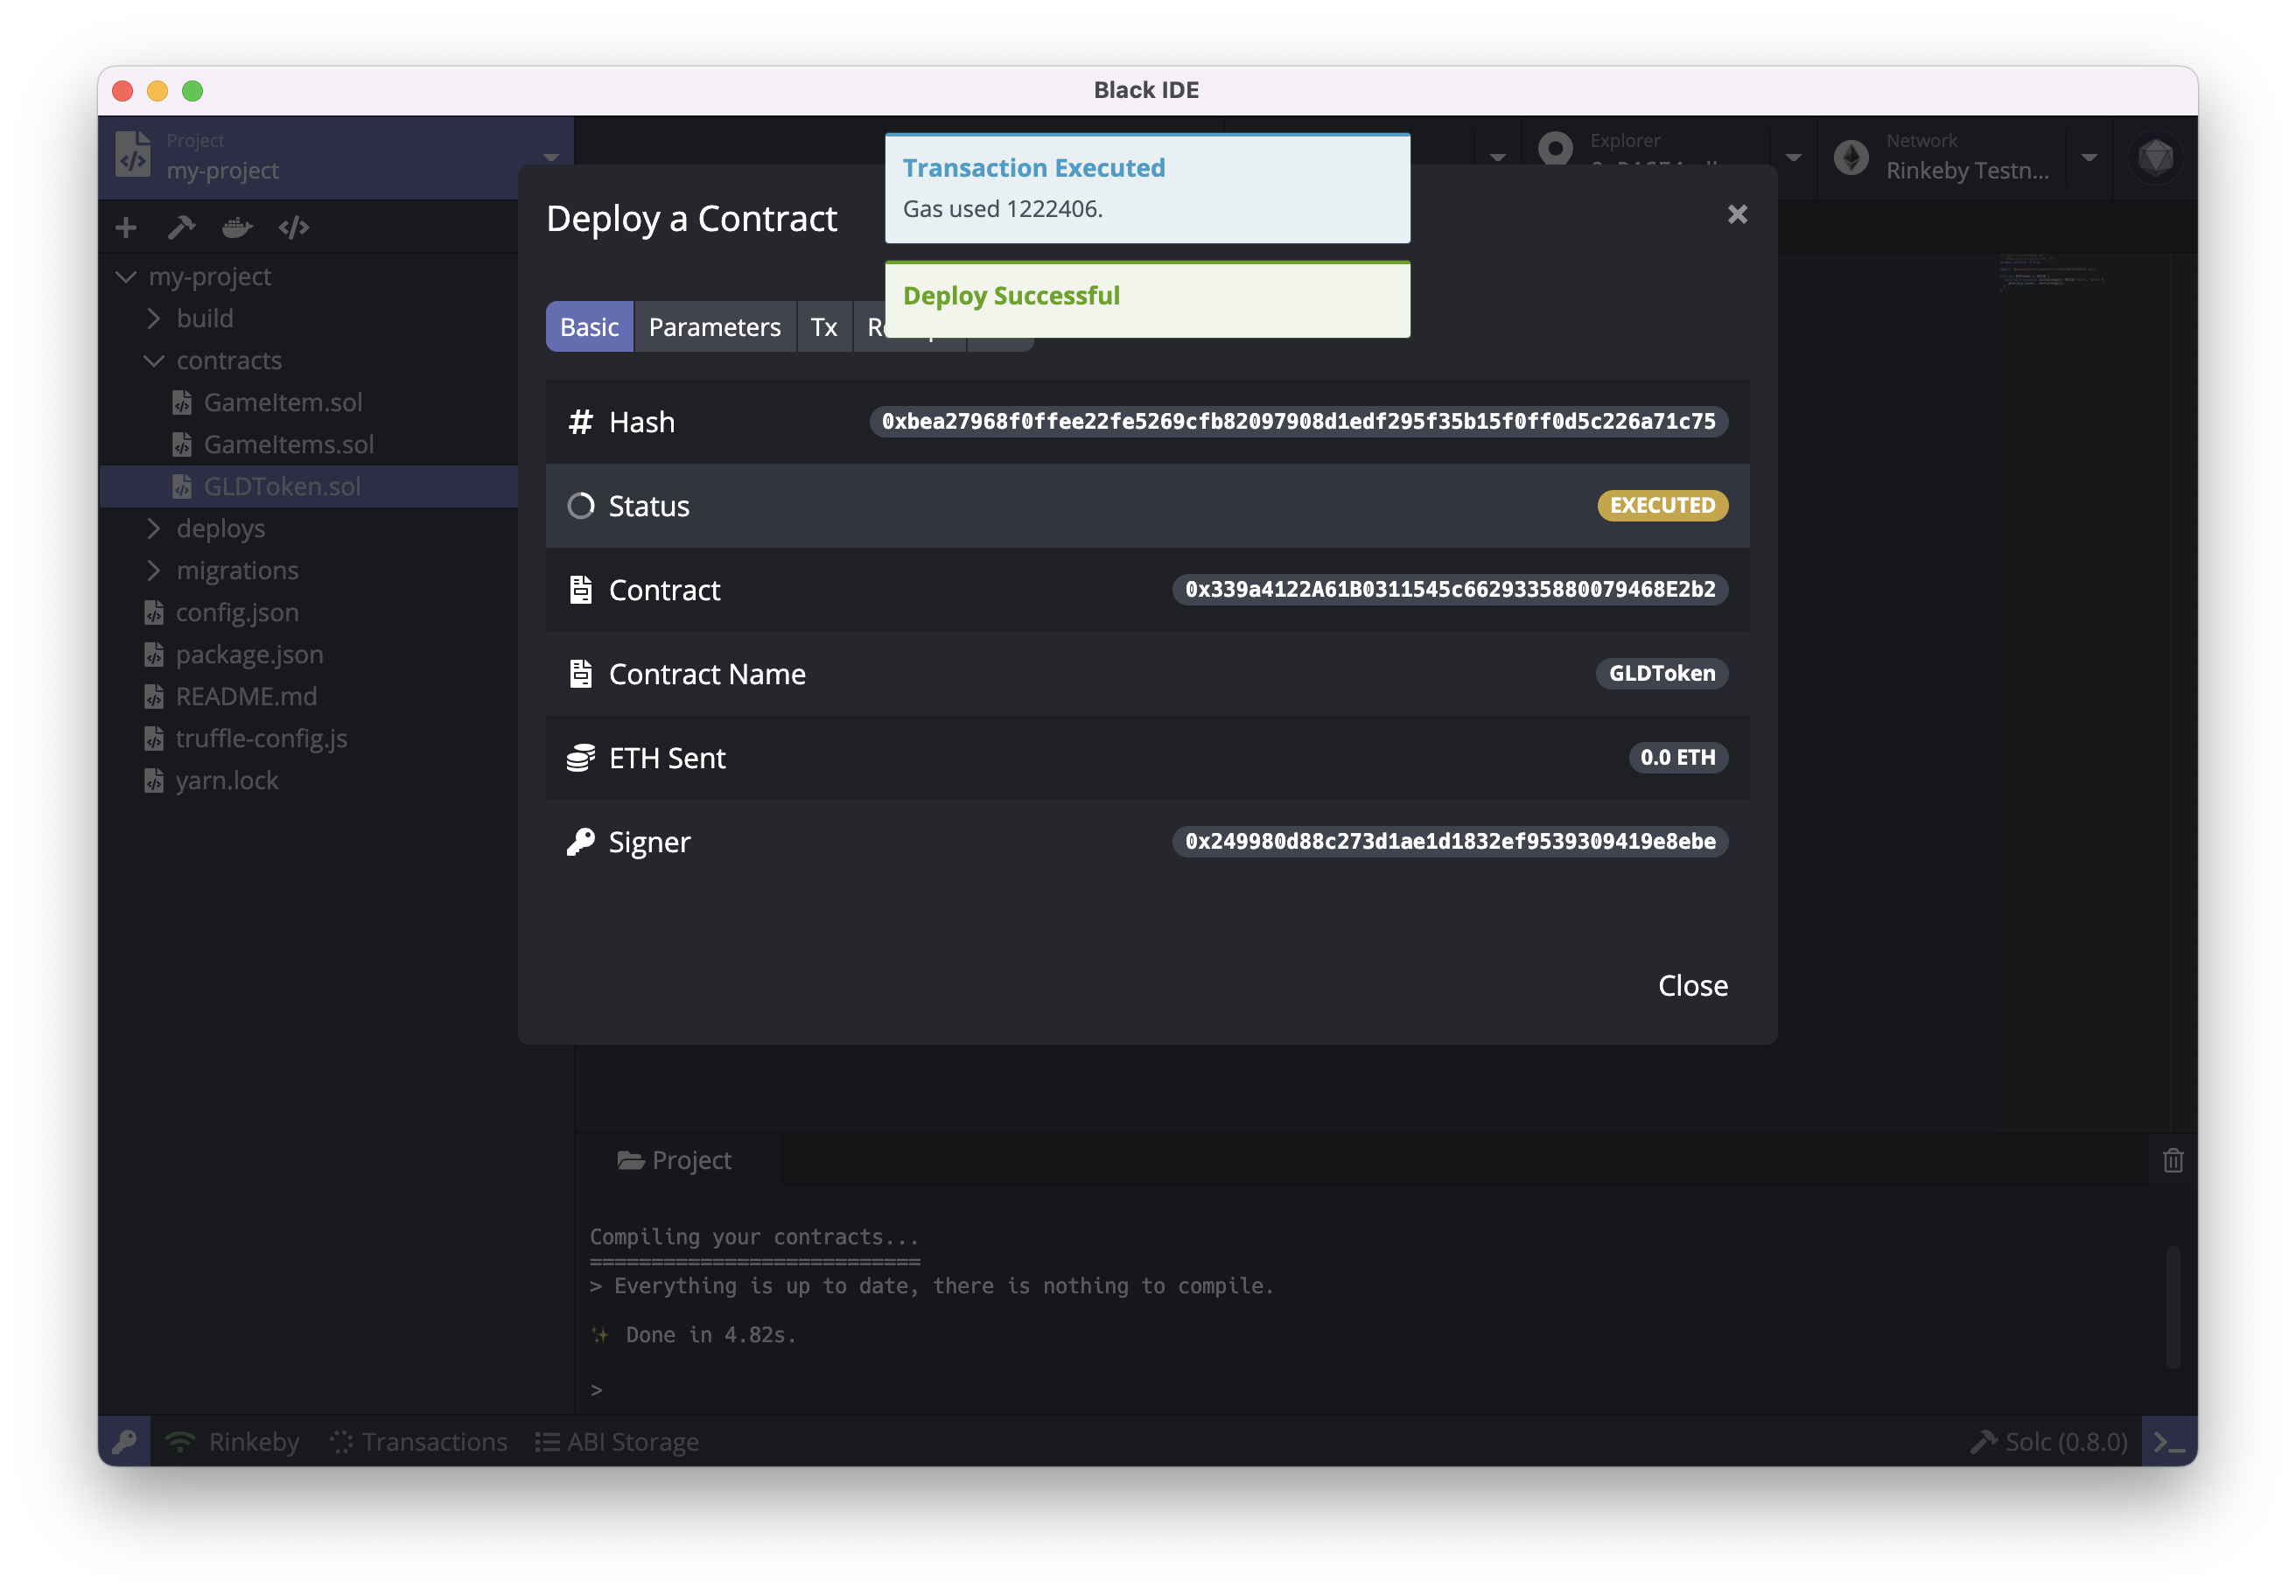 Black IDE
Project
my-project
Explorer
Network
Rinkeby Testn...
Transaction Executed
Gas used 1222406.
Deploy Successful
Deploy a Contract
Basic
Parameters
Tx
my-project
build
contracts
GameItem.sol
GameItems.sol
GLDToken.sol
deploys
migrations
config.json
package.json
README.md
truffle-config.js
yarn.lock
Hash
0xbea27968f0ffee22fe5269cfb82097908d1edf295f35b15f0ff0d5c226a71c75
Status
EXECUTED
Contract
0x339a4122A61B0311545c6629335880079468E2b2
Contract Name
GLDToken
ETH Sent
0.0 ETH
Signer
0x249980d88c273d1ae1d1832ef9539309419e8ebe
Close
Project
Compiling your contracts...
===========================
> Everything is up to date, there is nothing to compile.
✨ Done in 4.82s.
>
Rinkeby
Transactions
ABI Storage
Solc (0.8.0)